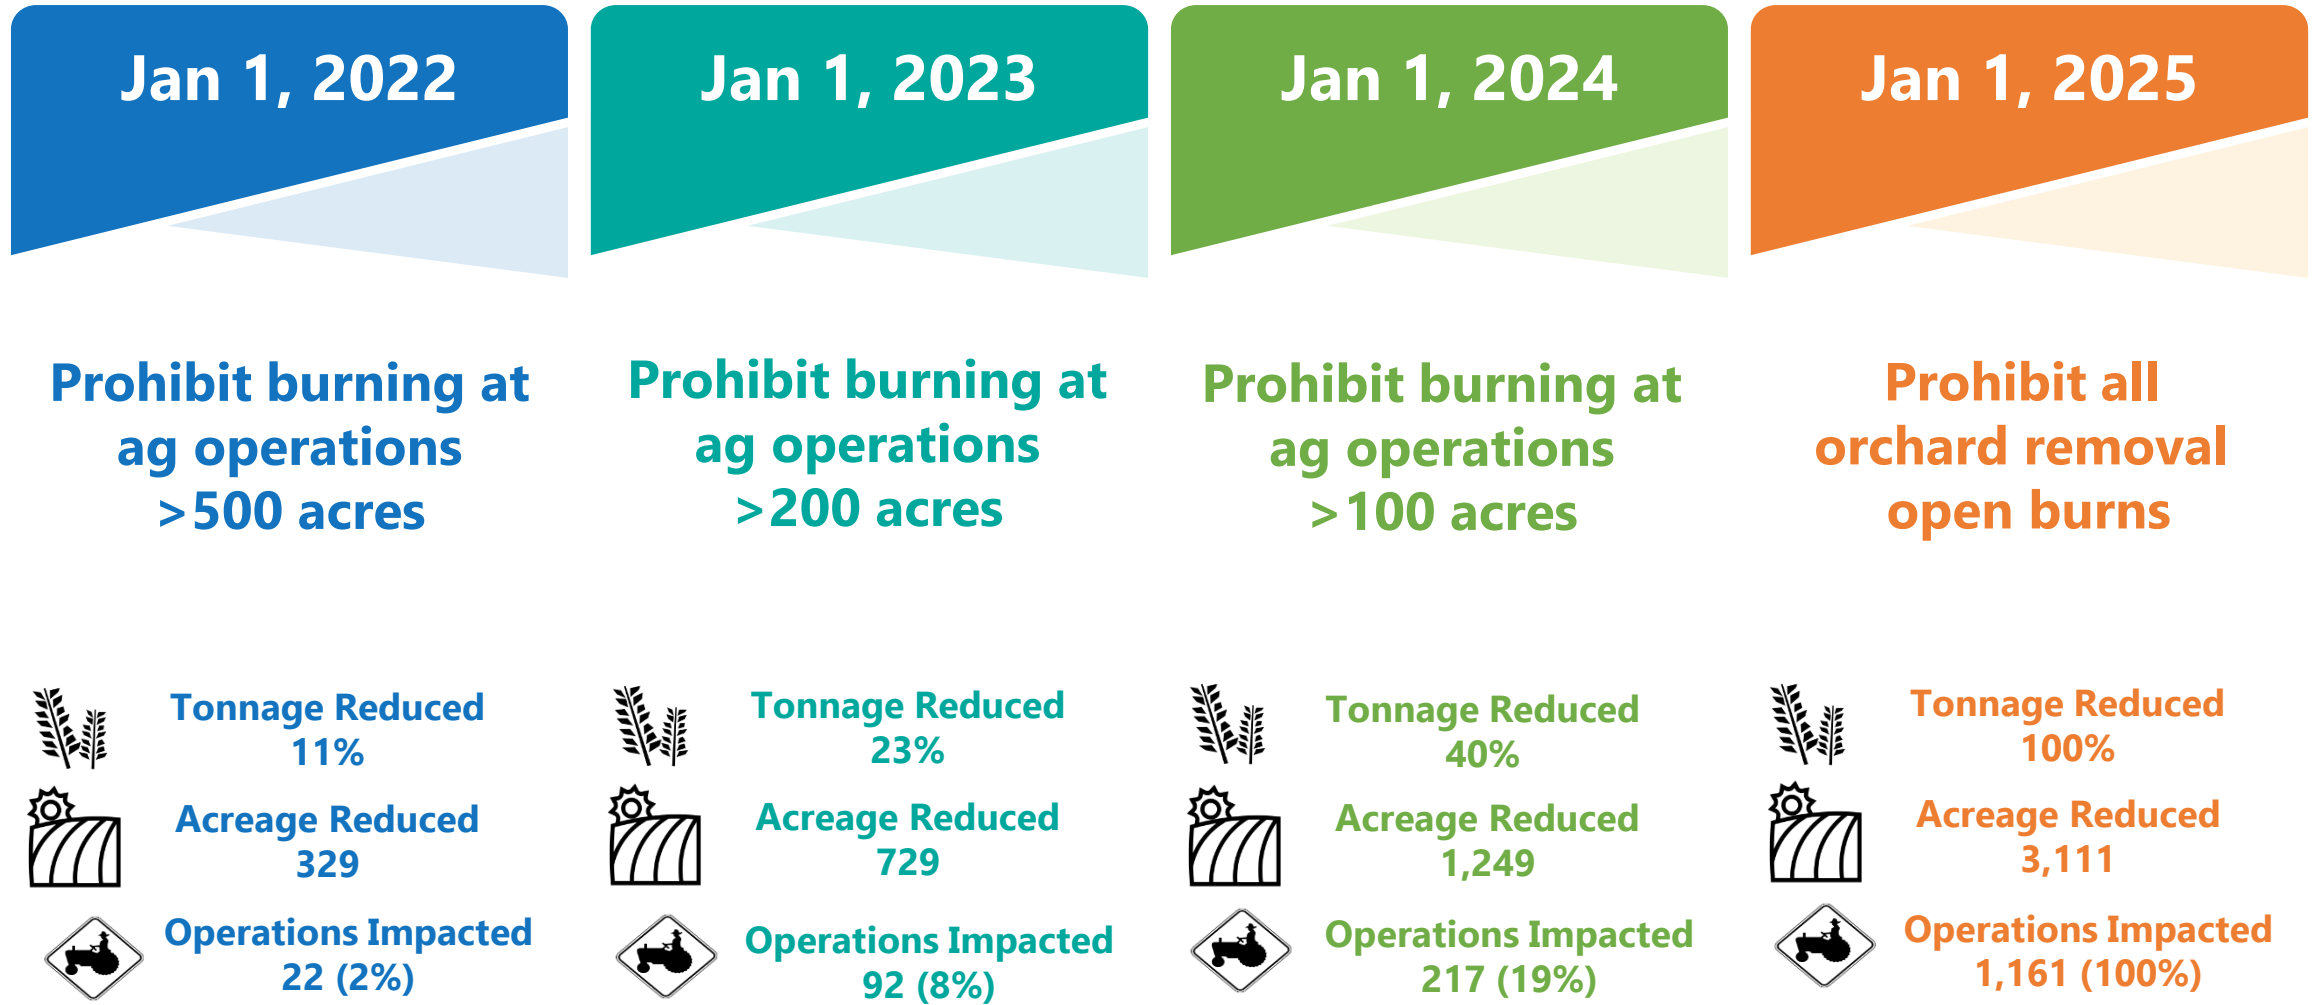 Jan 1, 2022
Prohibit burning at
ag operations
>500 acres
Tonnage Reduced
11%
Acreage Reduced
329
Operations Impacted
22 (2%)
Jan 1, 2023
Prohibit burning at
ag operations
>200 acres
Tonnage Reduced
23%
Acreage Reduced
729
Operations Impacted
92 (8%)
Jan 1, 2024
Prohibit burning at
ag operations
>100 acres
Tonnage Reduced
40%
Acreage Reduced
1,249
Operations Impacted
217 (19%)
Jan 1, 2025
Prohibit all
orchard removal
open burns
Tonnage Reduced
100%
Acreage Reduced
3,111
Operations Impacted
1,161 (100%)